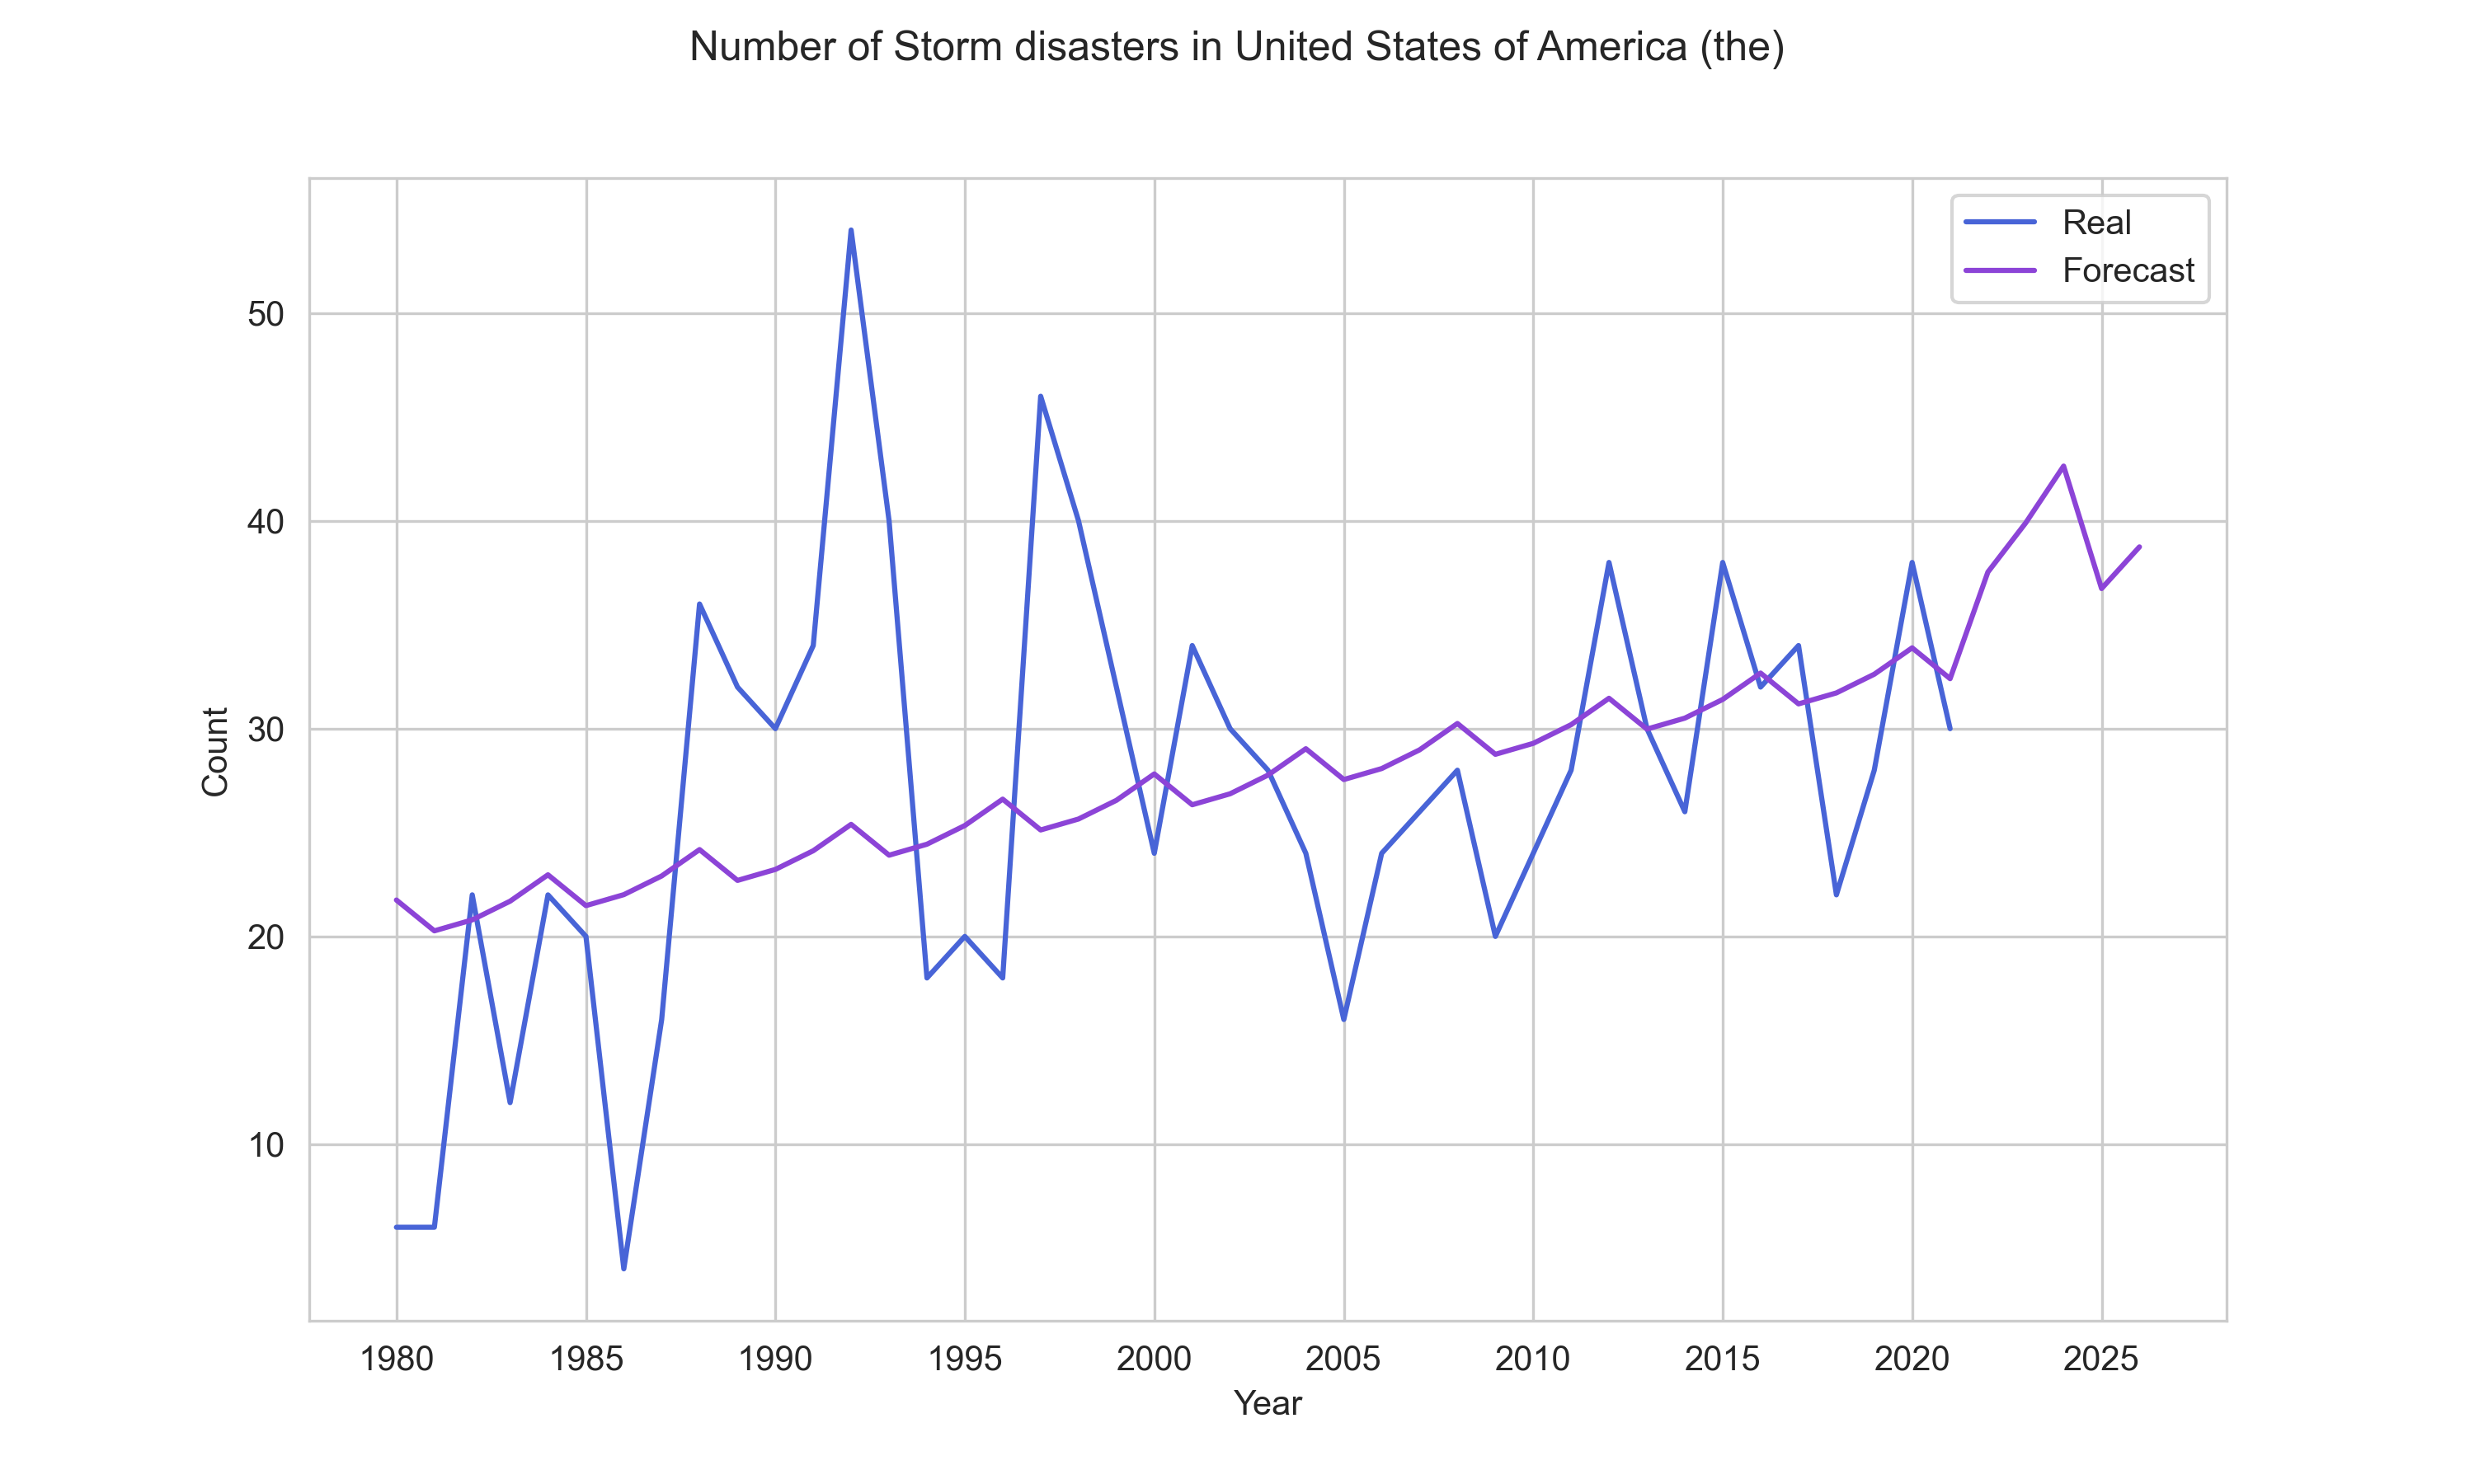 Number of Storm disasters in United States of America (the)
Real
Forecast
50
40
30
20
10
Count
1980 1985 1990 1995 2000 2005 2010 2015 2020 2025
Year